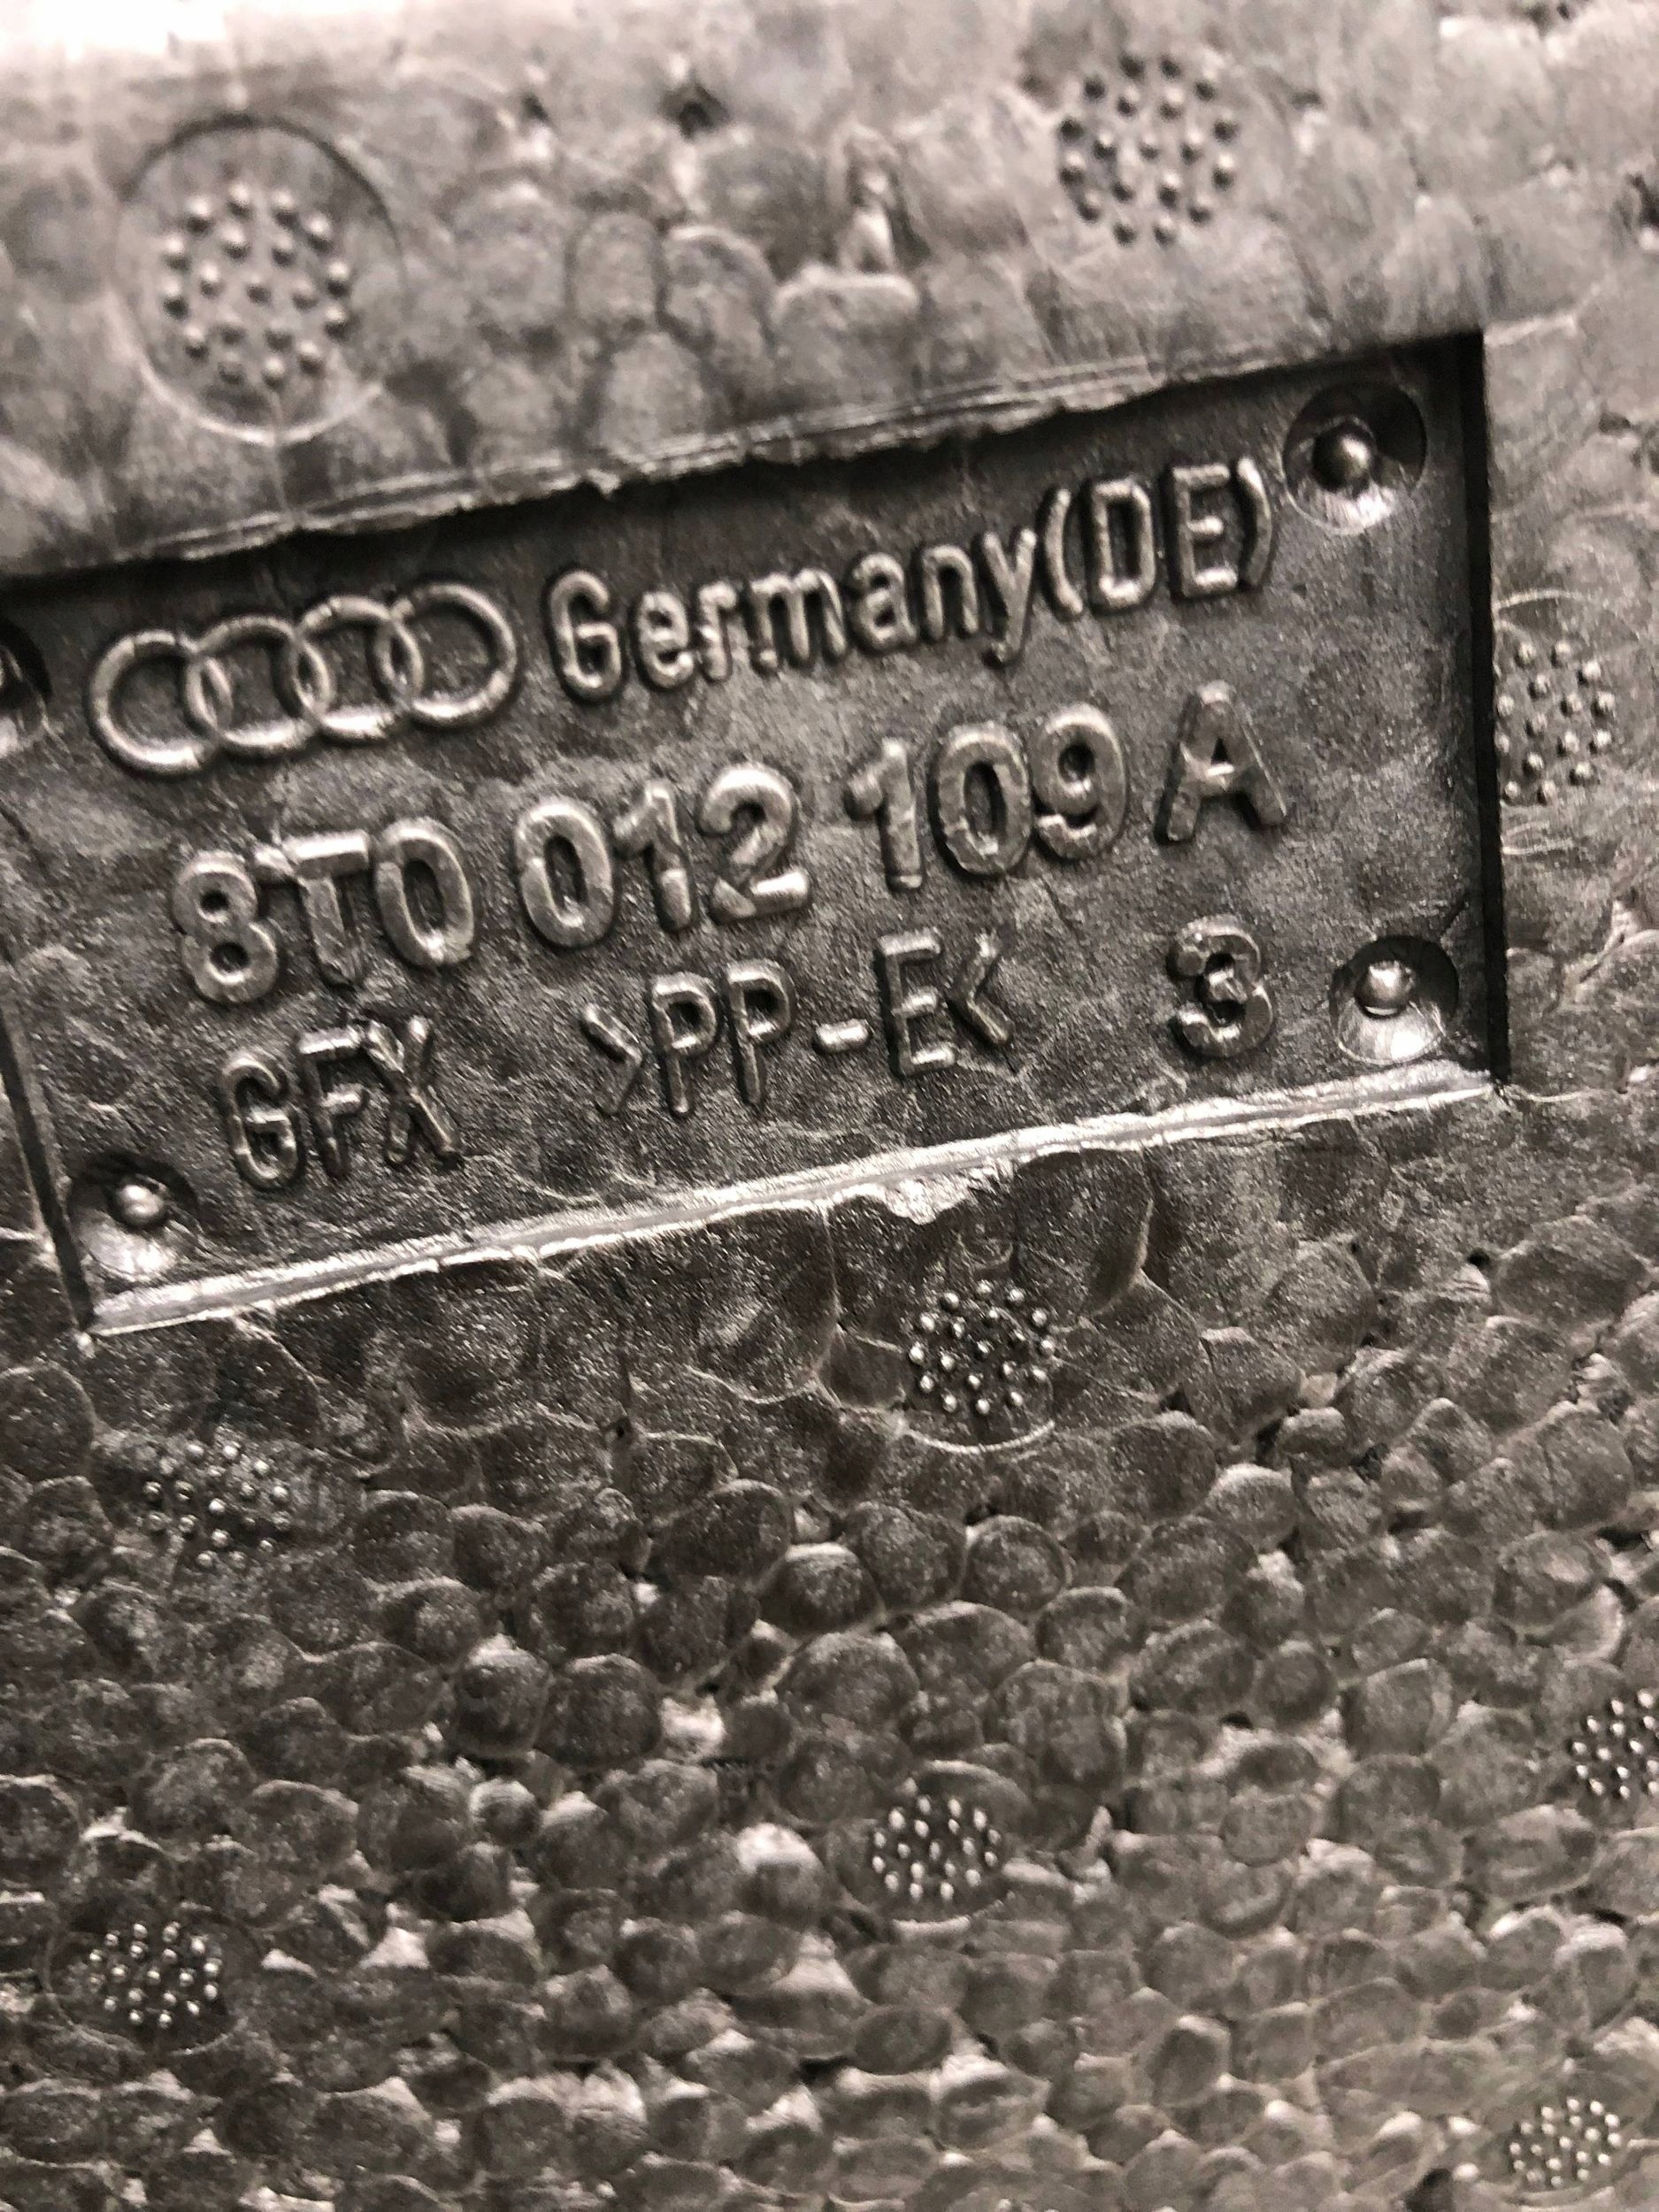 Germany(DE)
8T0 012 109 A
GFX >PP-E< 3